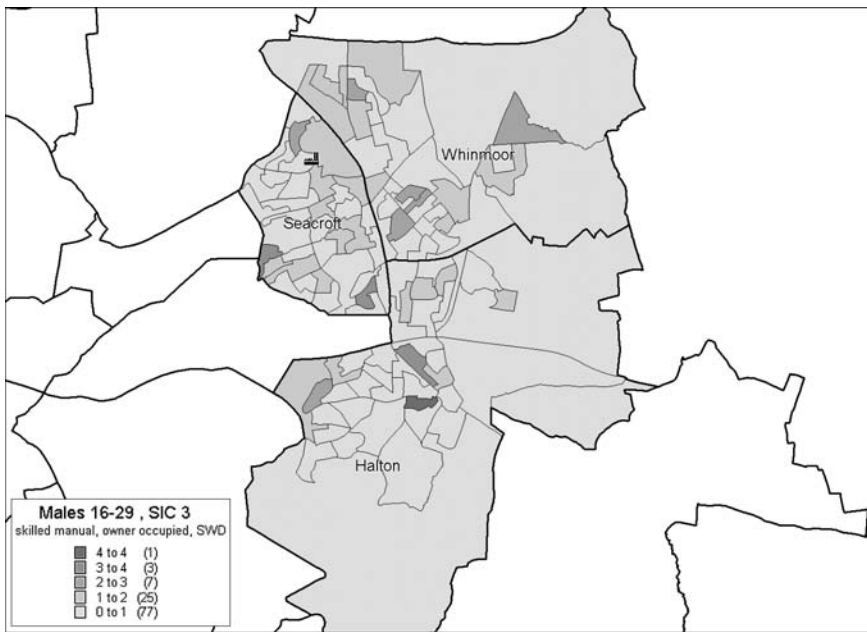 Whinmoor
Seacroft
Halton
Males 16-29 , SIC 3
skilled manual, owner occupied, SWD
4 to 4 (1)
3 to 4 (3)
2 to 3 (7)
1 to 2 (25)
0 to 1 (77)